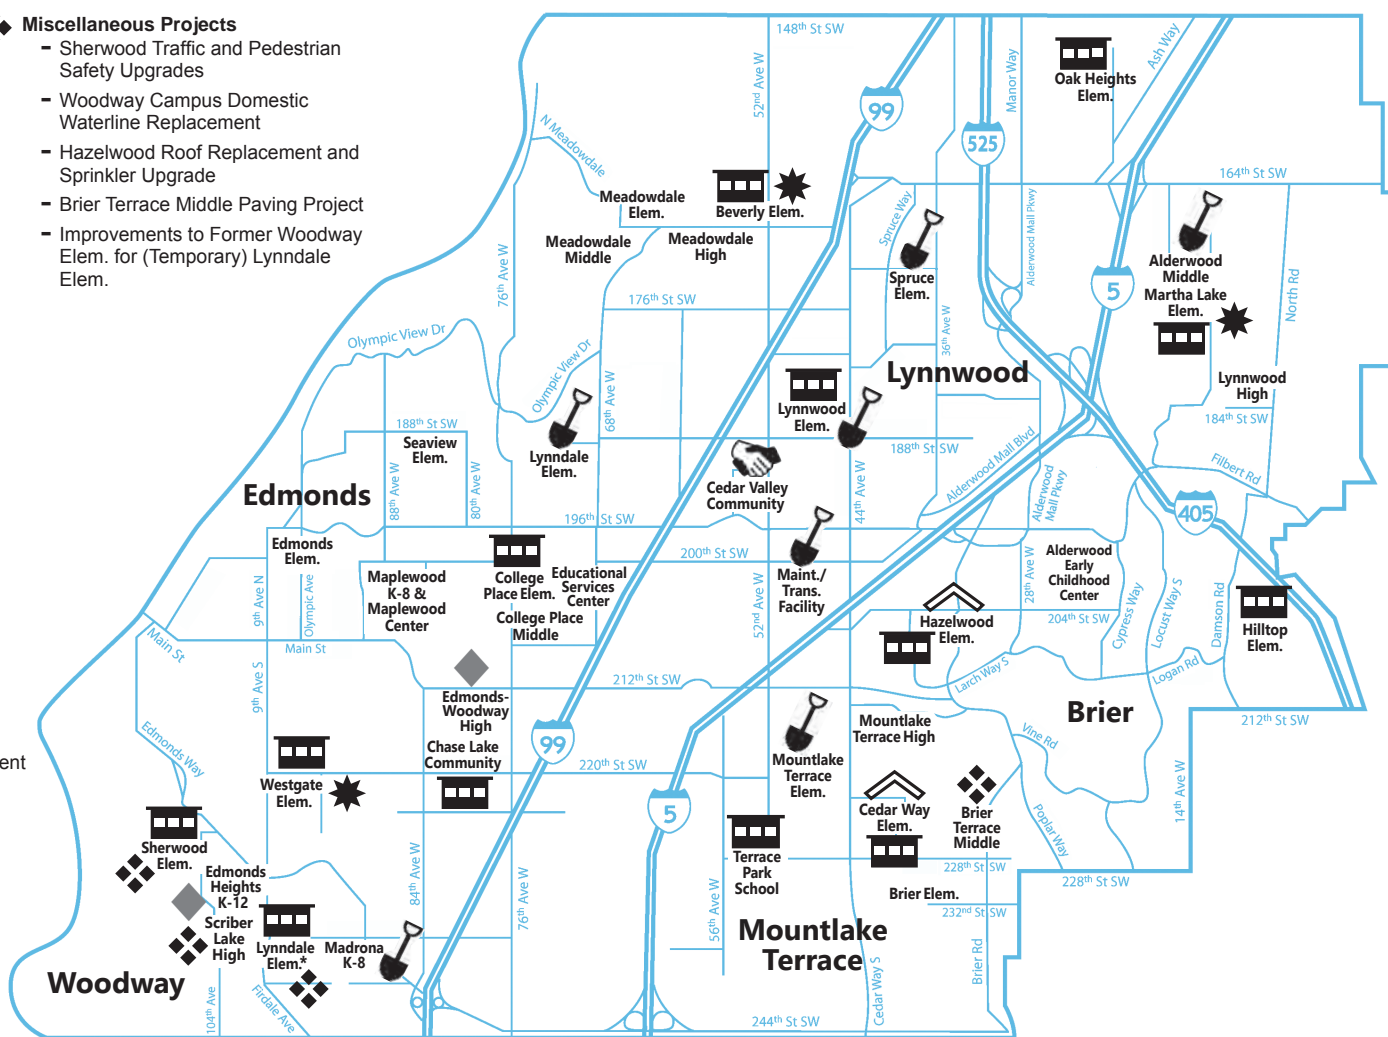 Miscellaneous Projects
- Sherwood Traffic and Pedestrian
Safety Upgrades
- Woodway Campus Domestic
Waterline Replacement
- Hazelwood Roof Replacement and
Sprinkler Upgrade
- Brier Terrace Middle Paving Project
- Improvements to Former Woodway
Elem. for (Temporary) Lynndale
Elem.
ent
148th St SW
52nd Ave W
99
525
Manor Way
Oak Heights
Elem.
Ash Way
164th St SW
N Meadowdale
Meadowdale
Elem.
Beverly Elem.
Meadowdale
Middle
Meadowdale
High
76th Ave W
Spruce Way
Spruce
Elem.
Alderwood Mall Pkwy
5
Alderwood
Middle
Martha Lake
Elem.
North Rd
176th St SW
36th Ave W
Olympic View Dr
Olympic View Dr
68th Ave W
Lynnwood
Lynnwood
Elem.
Lynnwood
High
184th St SW
188th St SW
Seaview
Elem.
Lynndale
Elem.
188th St SW
Alderwood Mall Blvd
Filbert Rd
Edmonds
88th Ave W
80th Ave W
Cedar Valley
Community
44th Ave W
Alderwood
Mall Pkwy
405
196th St SW
Edmonds
Elem.
200th St SW
Maplewood
K-8 &
Maplewood
Center
College
Place Elem.
Educational
Services
Center
College Place
Middle
Maint./
Trans.
Facility
52nd Ave W
28th Ave W
Alderwood
Early
Childhood
Center
9th Ave N
Olympic Ave
Main St
Main St
Hazelwood
Elem.
204th St SW
Cypress Way
Locust Way S
Damson Rd
Hilltop
Elem.
9th Ave S
212th St SW
Larch Way S
Logan Rd
Edmonds-
Woodway
High
Brier
212th St SW
Edmonds Way
99
Mountlake
Terrace High
Vine Rd
Chase Lake
Community
Mountlake
Terrace
Elem.
220th St SW
Westgate
Elem.
5
Cedar Way
Elem.
Brier
Terrace
Middle
Poplar Way
14th Ave W
Sherwood
Elem.
Terrace
Park
School
228th St SW
228th St SW
Edmonds
Heights
K-12
84th Ave W
76th Ave W
56th Ave W
Brier Elem.
232nd St SW
Scriber
Lake
High
Lynndale
Elem.*
Madrona
K-8
Mountlake
Terrace
Brier Rd
Woodway
104th Ave
Firdale Ave
Cedar Way S
244th St SW